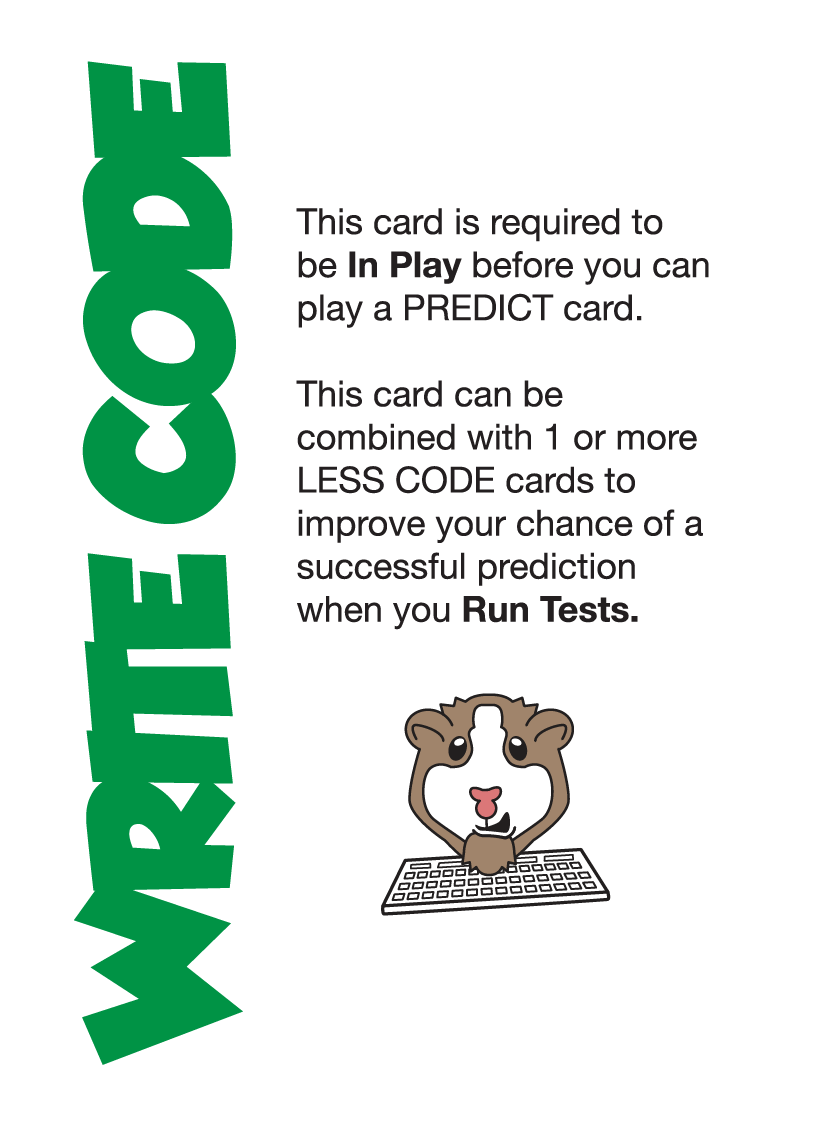 WRITE CODE
This card is required to
be In Play before you can
play a PREDICT card.
This card can be
combined with 1 or more
LESS CODE cards to
improve your chance of a
successful prediction
when you Run Tests.